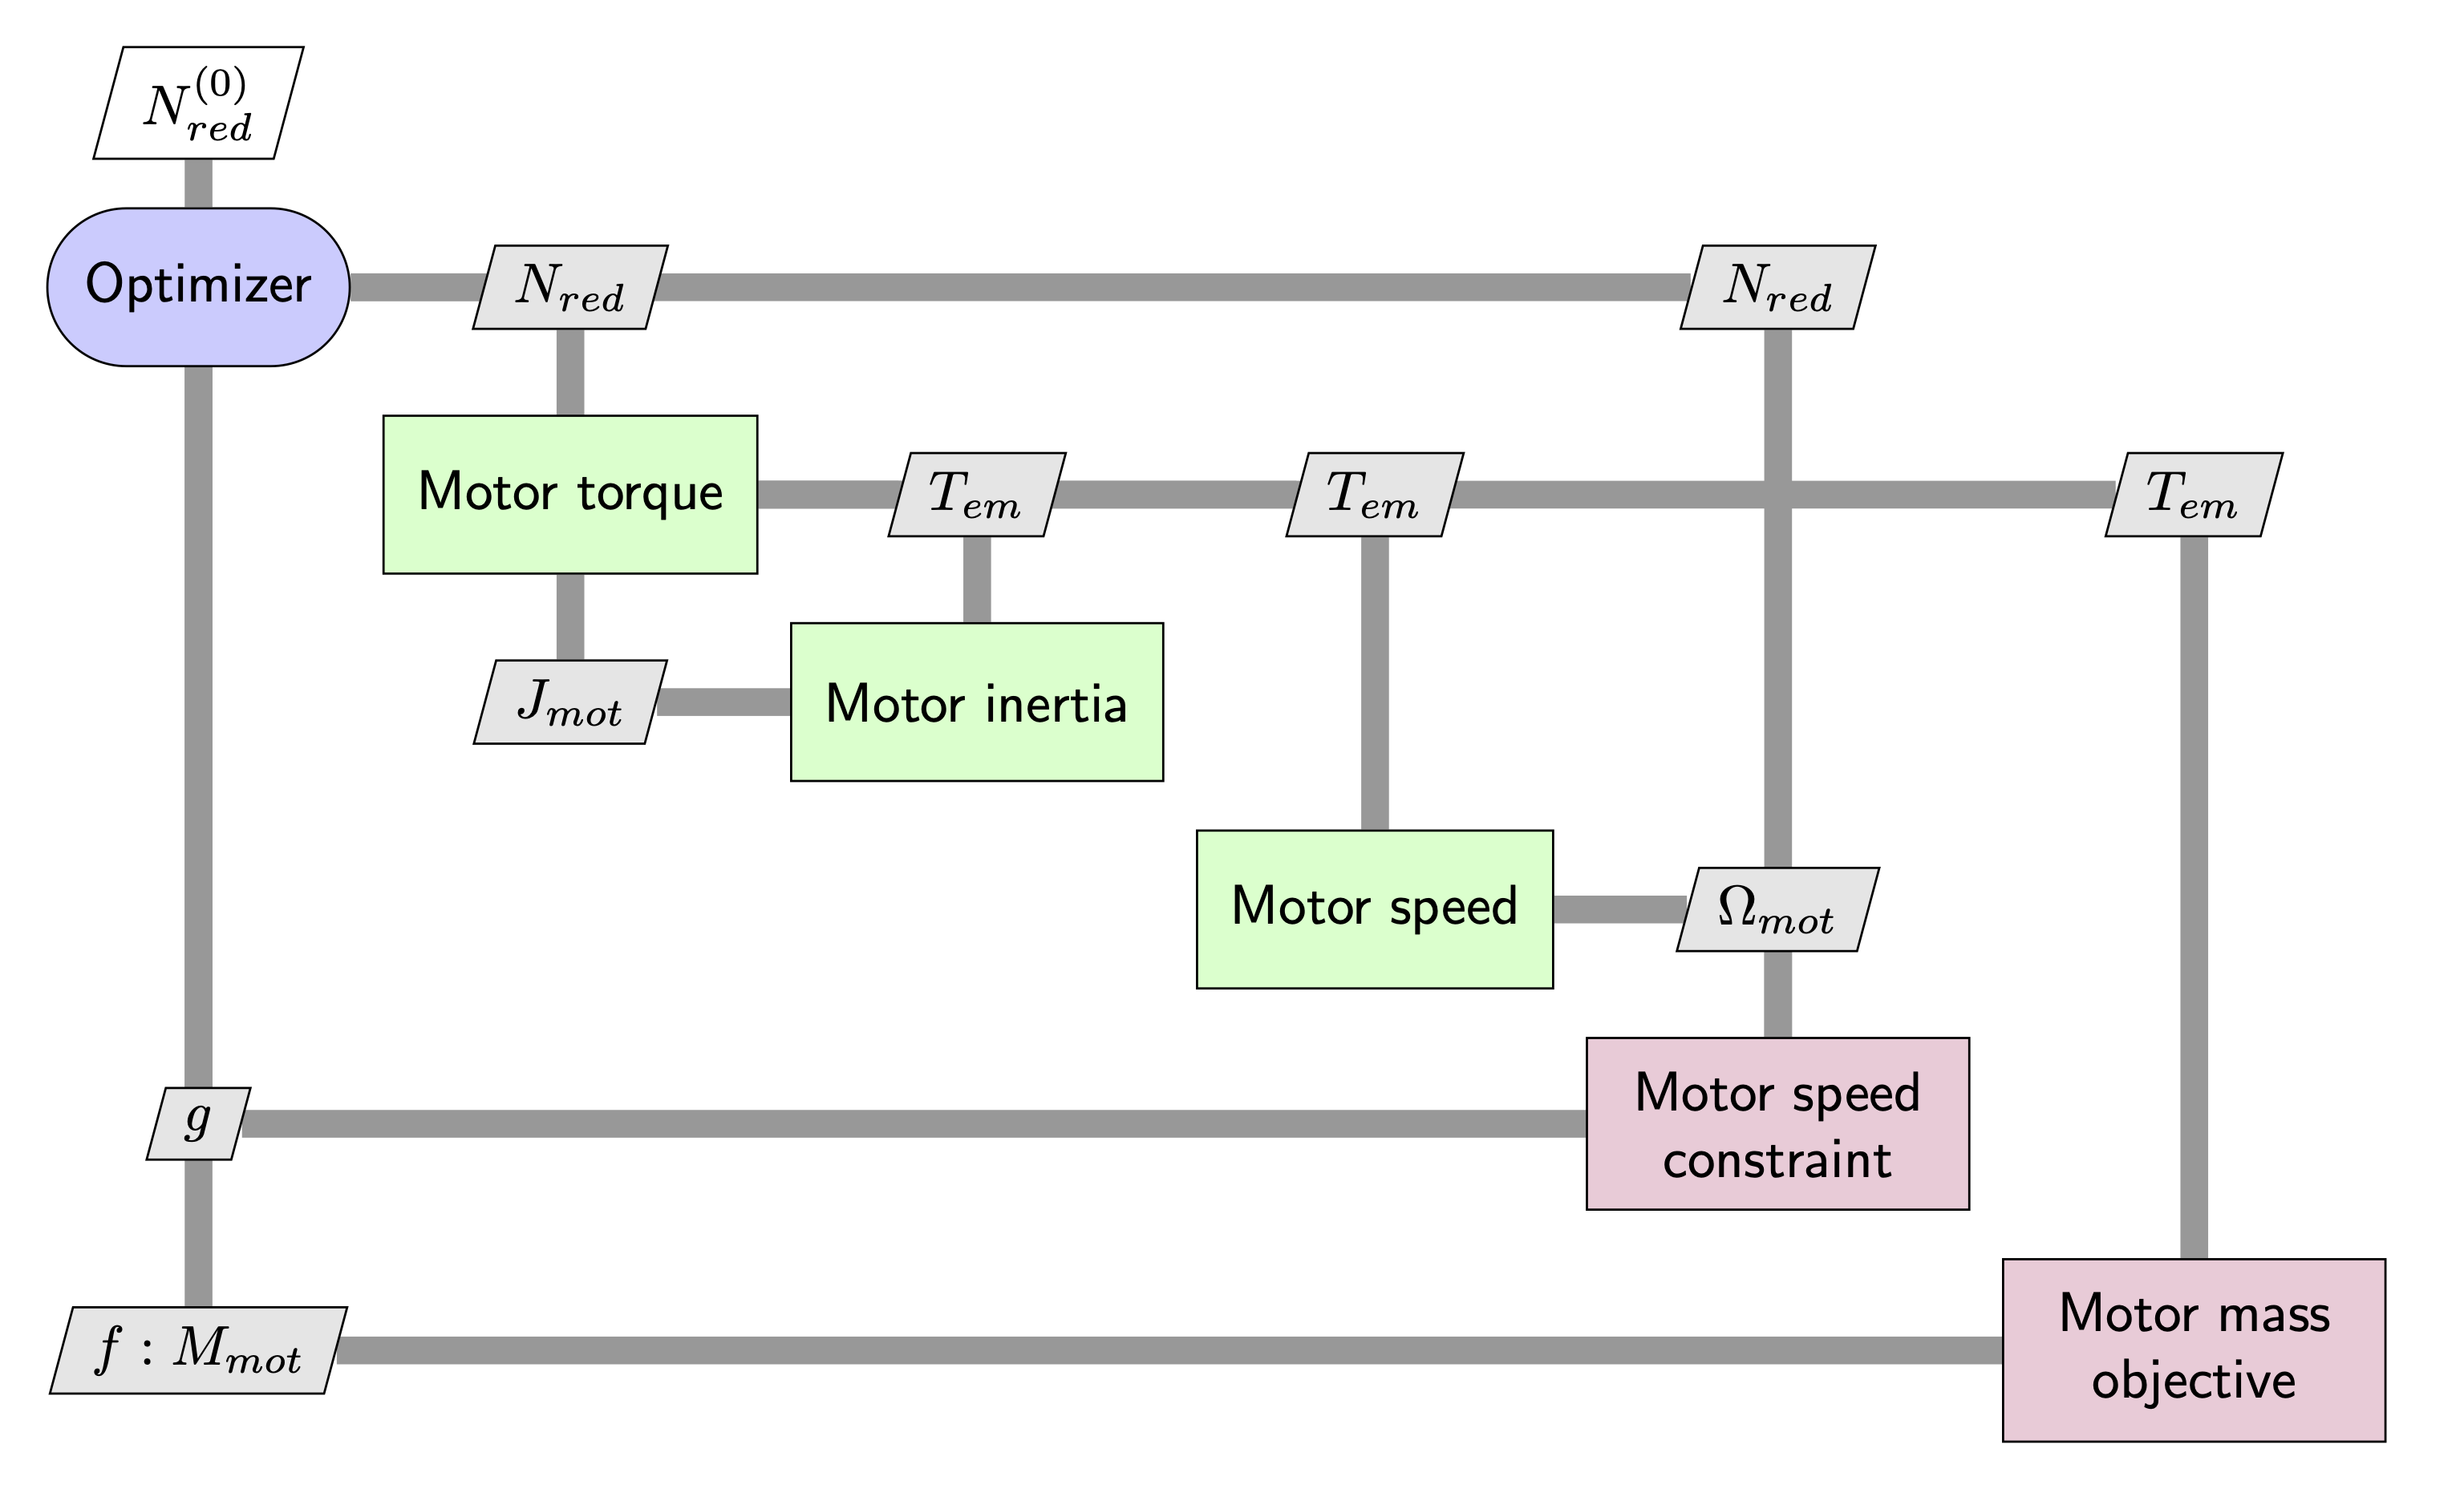 N_{red}^{(0)}
Optimizer N_{red} N_{red}
Motor torque T_{em} T_{em} T_{em}
J_{mot} Motor inertia
Motor speed Ω_{mot}
g Motor speed
constraint
f : M_{mot} Motor mass
objective